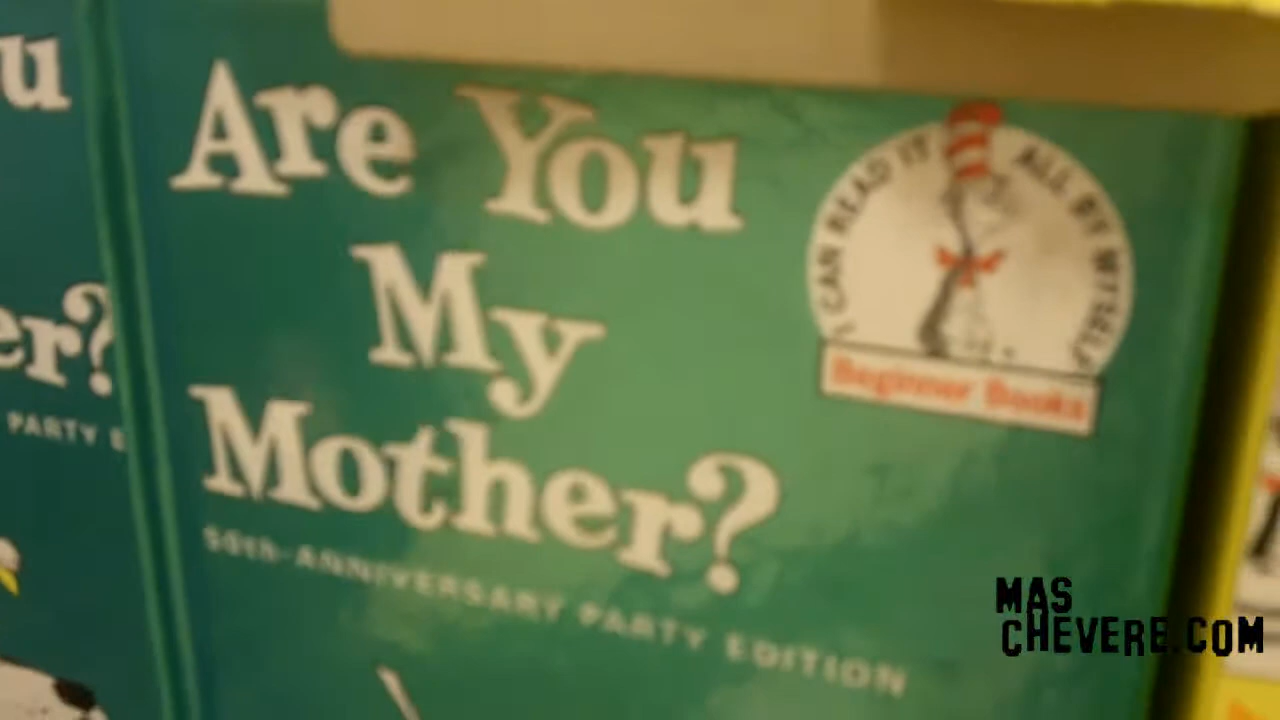 u
er?
PARTY E
Are You
My
Mother?
50th-ANNIVERSARY PARTY EDITION
I CAN READ IT ALL BY MYSELF
Beginner Books
MAS
CHEVERE.COM